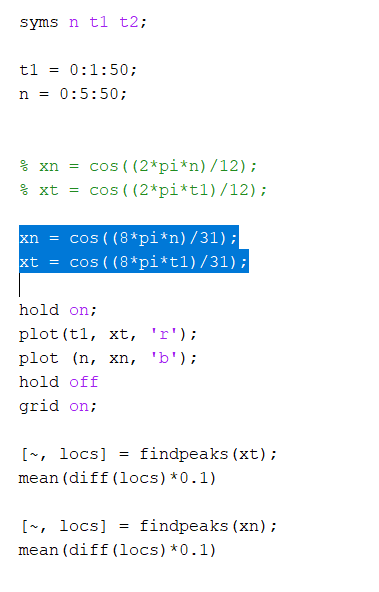 syms n t1 t2;
t1 = 0:1:50;
n = 0:5:50;
% xn = cos((2*pi*n)/12);
% xt = cos((2*pi*t1)/12);
xn = cos((8*pi*n)/31);
xt = cos((8*pi*t1)/31);
hold on;
plot(t1, xt, 'r');
plot (n, xn, 'b');
hold off
grid on;
[~, locs] = findpeaks(xt);
mean(diff(locs)*0.1)
[~, locs] = findpeaks(xn);
mean(diff(locs)*0.1)